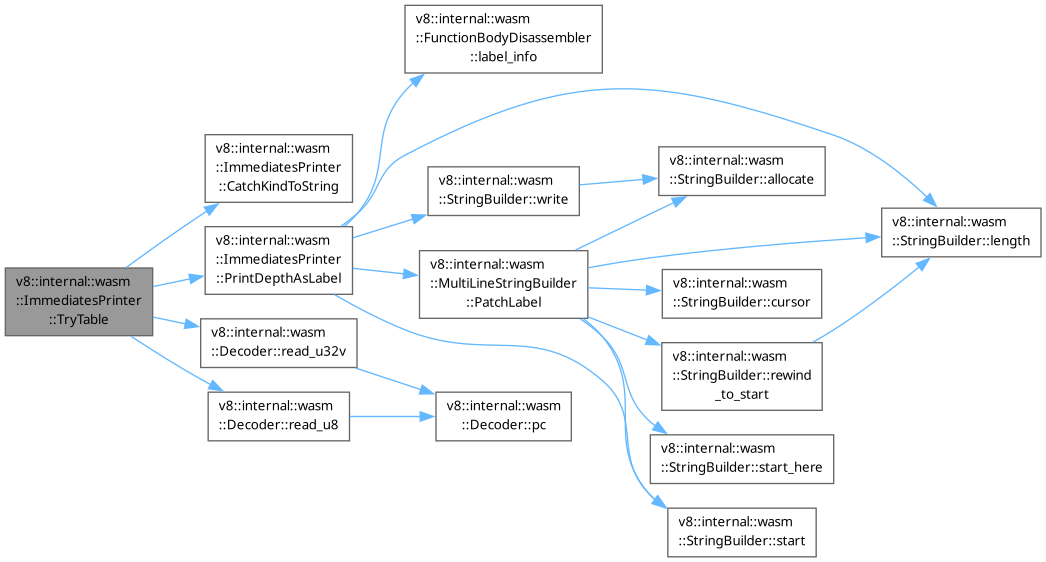 v8::internal::wasm
::FunctionBodyDisassembler
::label_info
v8::internal::wasm
::ImmediatesPrinter
::CatchKindToString
v8::internal::wasm
::StringBuilder::allocate
v8::internal::wasm
::StringBuilder::write
v8::internal::wasm
::StringBuilder::length
v8::internal::wasm
::ImmediatesPrinter
::PrintDepthAsLabel
v8::internal::wasm
::MultiLineStringBuilder
::PatchLabel
v8::internal::wasm
::StringBuilder::cursor
v8::internal::wasm
::ImmediatesPrinter
::TryTable
v8::internal::wasm
::Decoder::read_u32v
v8::internal::wasm
::StringBuilder::rewind
_to_start
v8::internal::wasm
::Decoder::read_u8
v8::internal::wasm
::Decoder::pc
v8::internal::wasm
::StringBuilder::start_here
v8::internal::wasm
::StringBuilder::start